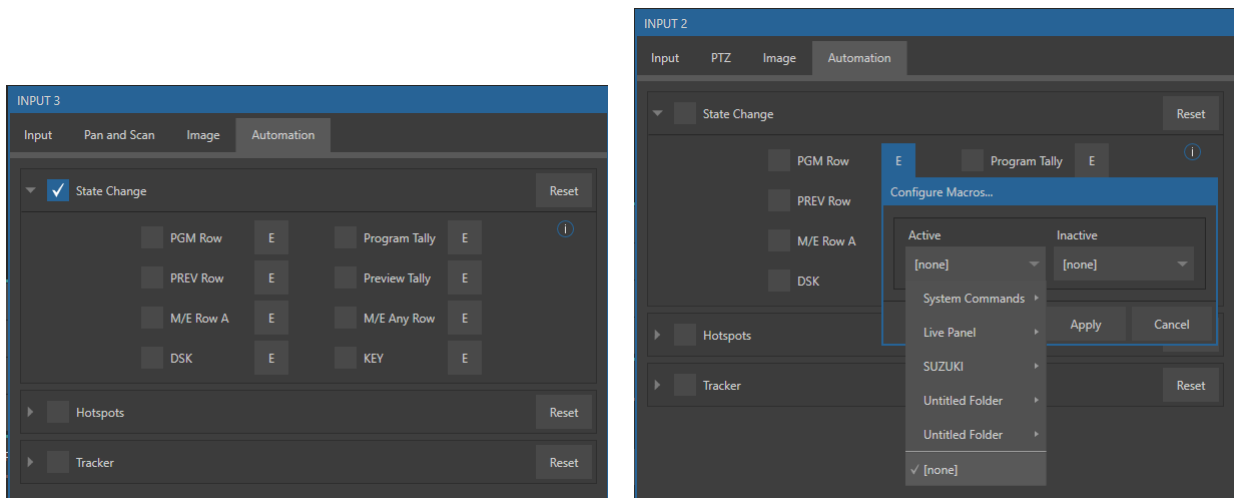 INPUT 3
Input Pan and Scan Image Automation
State Change Reset
PGM Row E Program Tally E
PREV Row E Preview Tally E
M/E Row A E M/E Any Row E
DSK E KEY E
Hotspots Reset
Tracker Reset
INPUT 2
Input PTZ Image Automation
State Change Reset
PGM Row E Program Tally E
PREV Row
M/E Row A
DSK
Configure Macros...
Active Inactive
[none] [none]
System Commands
Live Panel
SUZUKI
Untitled Folder
Untitled Folder
[none]
Apply Cancel
Hotspots
Tracker Reset